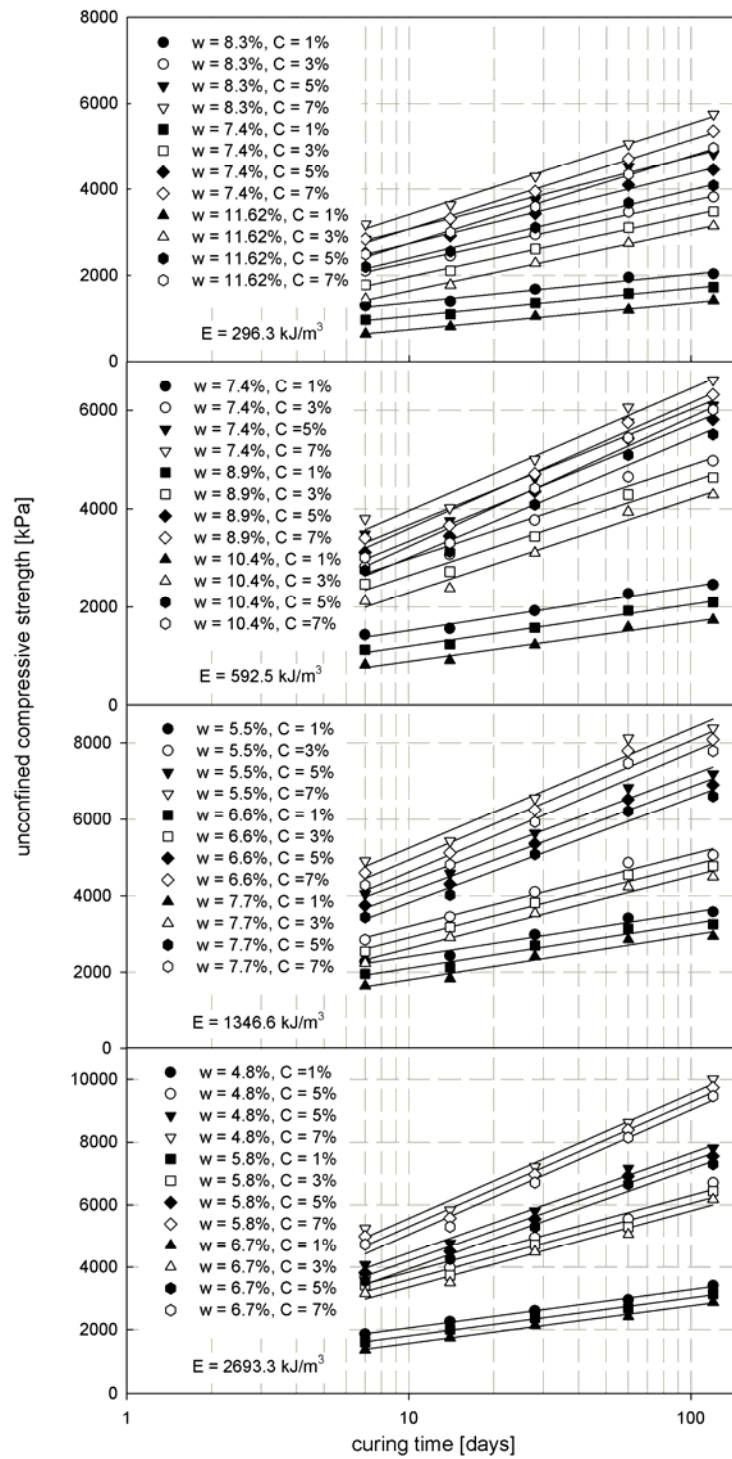 8000
6000
4000
2000
0
w = 8.3%, C = 1%
w = 8.3%, C = 3%
w = 8.3%, C = 5%
w = 8.3%, C = 7%
w = 7.4%, C = 1%
w = 7.4%, C = 3%
w = 7.4%, C = 5%
w = 7.4%, C = 7%
w = 11.62%, C = 1%
w = 11.62%, C = 3%
w = 11.62%, C = 5%
w = 11.62%, C = 7%
E = 296.3 kJ/m³
6000
4000
2000
0
w = 7.4%, C = 1%
w = 7.4%, C = 3%
w = 7.4%, C =5%
w = 7.4%, C = 7%
w = 8.9%, C = 1%
w = 8.9%, C = 3%
w = 8.9%, C = 5%
w = 8.9%, C = 7%
w = 10.4%, C = 1%
w = 10.4%, C = 3%
w = 10.4%, C = 5%
w = 10.4%, C =7%
E = 592.5 kJ/m³
unconfined compressive strength [kPa]
8000
6000
4000
2000
0
w = 5.5%, C = 1%
w = 5.5%, C =3%
w = 5.5%, C = 5%
w = 5.5%, C = 7%
w = 6.6%, C = 1%
w = 6.6%, C = 3%
w = 6.6%, C = 5%
w = 6.6%, C =7%
w = 7.7%, C = 1%
w = 7.7%, C = 3%
w = 7.7%, C = 5%
w = 7.7%, C = 7%
E = 1346.6 kJ/m³
10000
8000
6000
4000
2000
0
w = 4.8%, C =1%
w = 4.8%, C = 5%
w = 4.8%, C = 5%
w = 4.8%, C = 7%
w = 5.8%, C = 1%
w = 5.8%, C = 3%
w = 5.8%, C = 5%
w = 5.8%, C = 7%
w = 6.7%, C = 1%
w = 6.7%, C = 3%
w = 6.7%, C = 5%
w = 6.7%, C = 7%
E = 2693.3 kJ/m³
1 10 100
curing time [days]